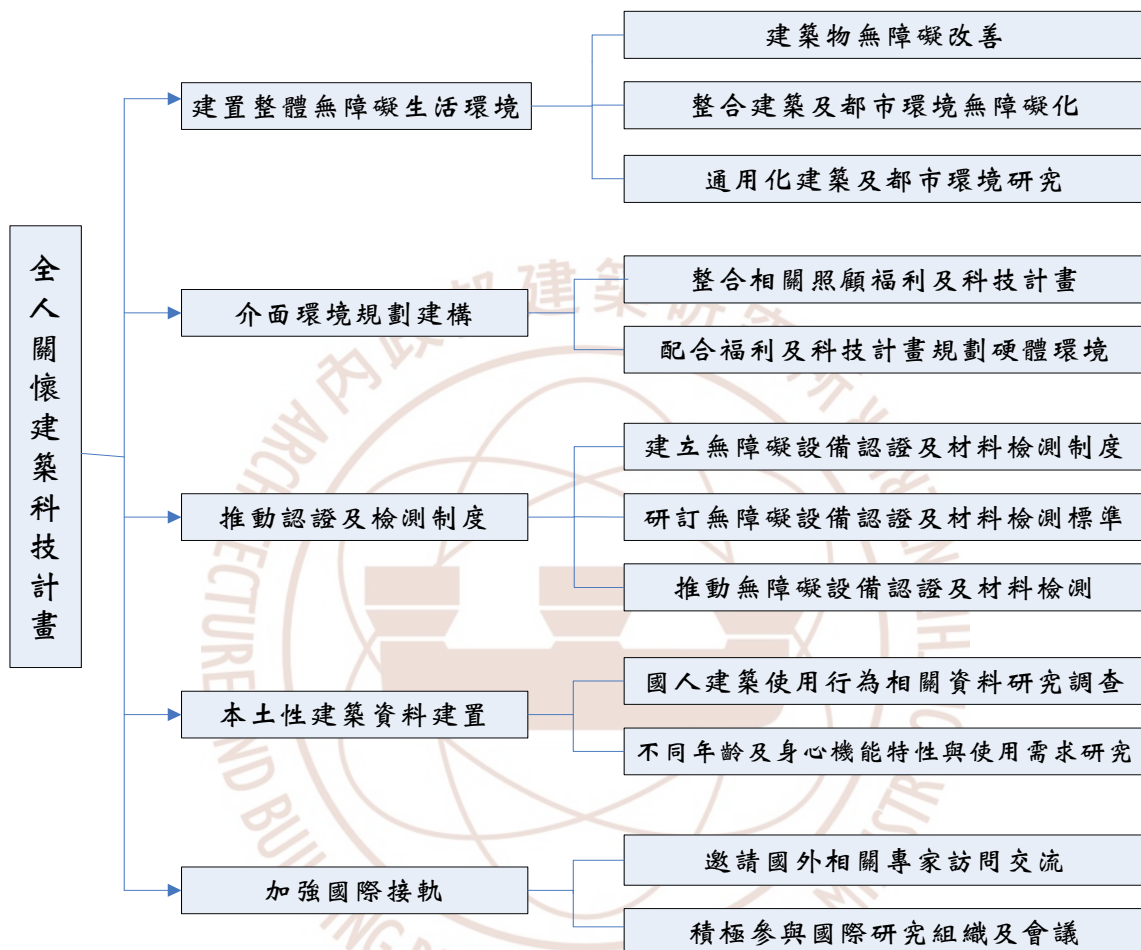 全人關懷建築科技計畫
建置整體無障礙生活環境
建築物無障礙改善
整合建築及都市環境無障礙化
通用化建築及都市環境研究
介面環境規劃建構
整合相關照顧福利及科技計畫
配合福利及科技計畫規劃硬體環境
推動認證及檢測制度
建立無障礙設備認證及材料檢測制度
研訂無障礙設備認證及材料檢測標準
推動無障礙設備認證及材料檢測
本土性建築資料建置
國人建築使用行為相關資料研究調查
不同年齡及身心機能特性與使用需求研究
加強國際接軌
邀請國外相關專家訪問交流
積極參與國際研究組織及會議
內政部建築研究所